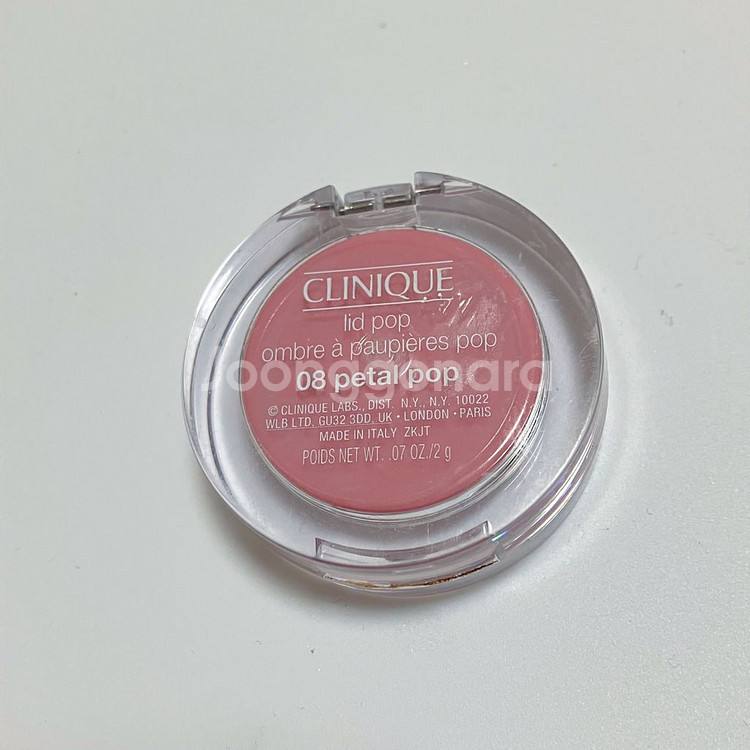 CLINIQUE
lid pop
ombre à paupières pop
joonggonara
08 petal pop
© CLINIQUE LABS., DIST. N.Y., N.Y. 10022
WLB LTD, GU32 3DD, UK • LONDON • PARIS
MADE IN ITALY ZKJT
POIDS NET WT. .07 OZ./2 g